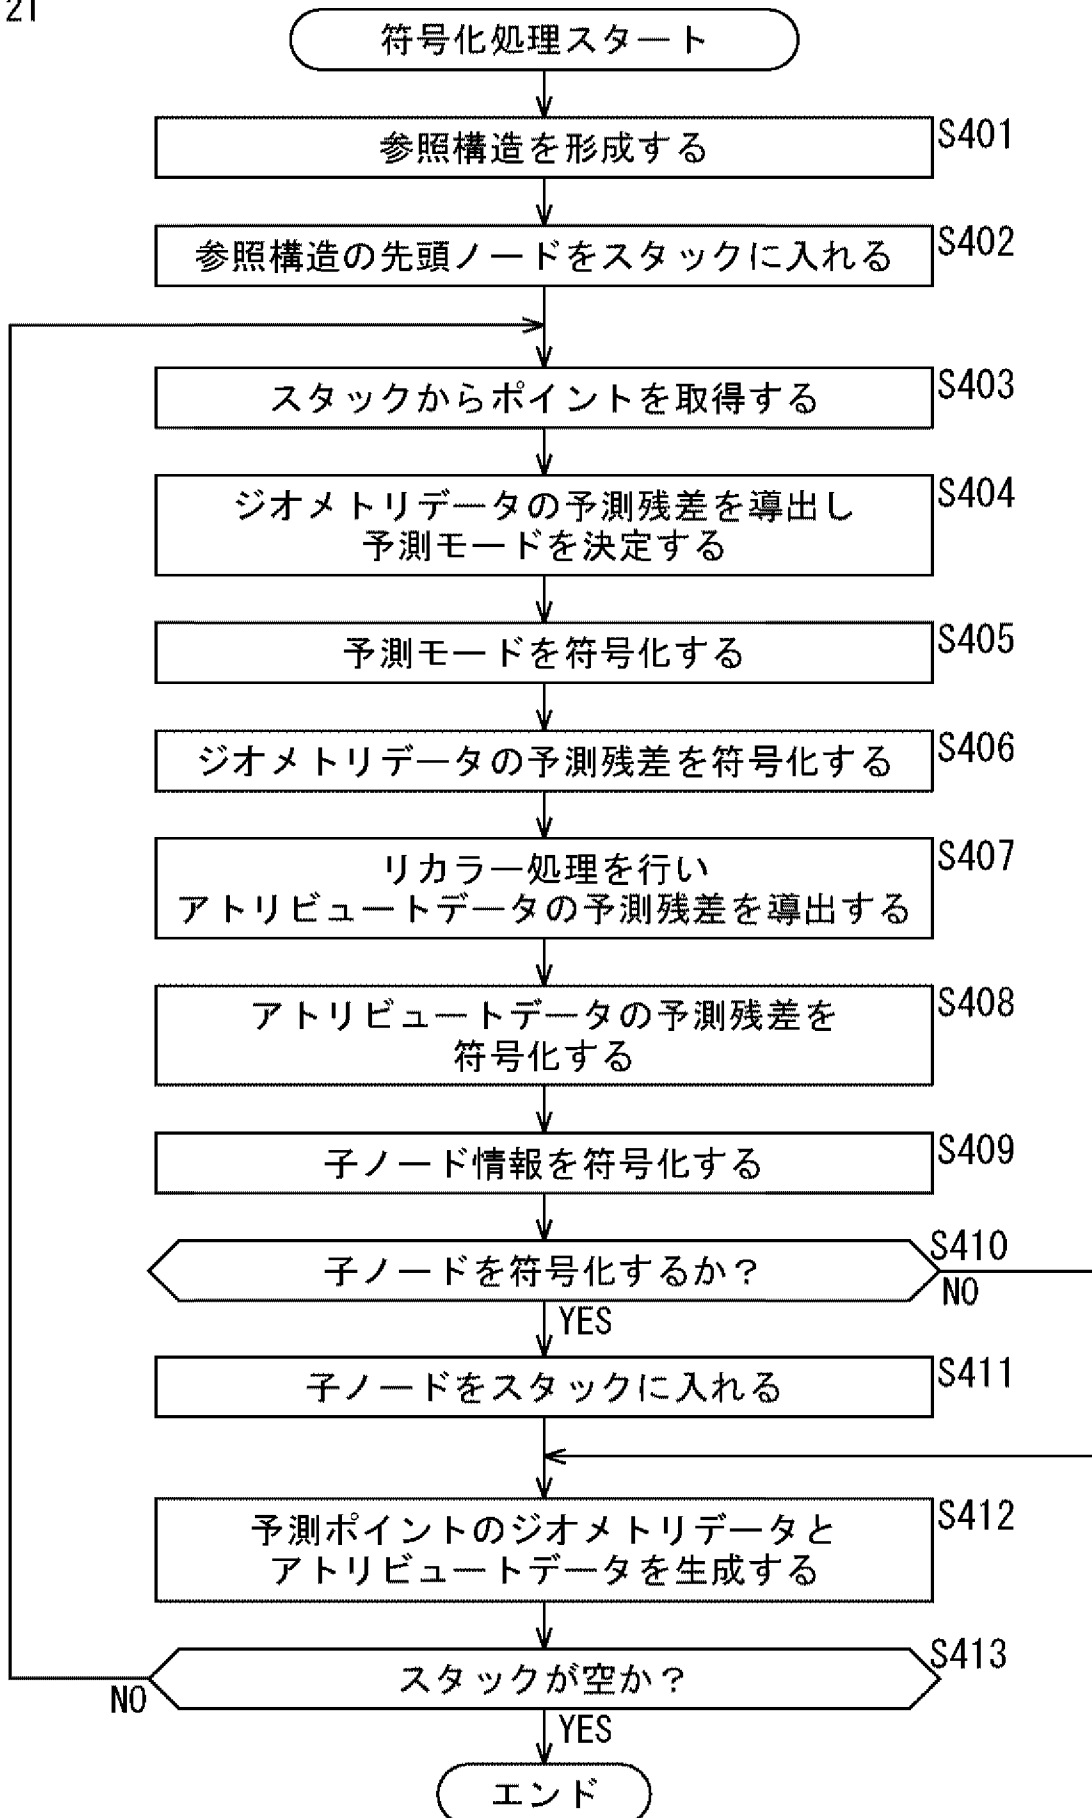 21
符号化処理スタート
参照構造を形成する
S401
参照構造の先頭ノードをスタックに入れる
S402
スタックからポイントを取得する
S403
ジオメトリデータの予測残差を導出し
予測モードを決定する
S404
予測モードを符号化する
S405
ジオメトリデータの予測残差を符号化する
S406
リカラー処理を行い
アトリビュートデータの予測残差を導出する
S407
アトリビュートデータの予測残差を
符号化する
S408
子ノード情報を符号化する
S409
子ノードを符号化するか？
S410
NO
YES
子ノードをスタックに入れる
S411
予測ポイントのジオメトリデータと
アトリビュートデータを生成する
S412
スタックが空か？
S413
NO
YES
エンド